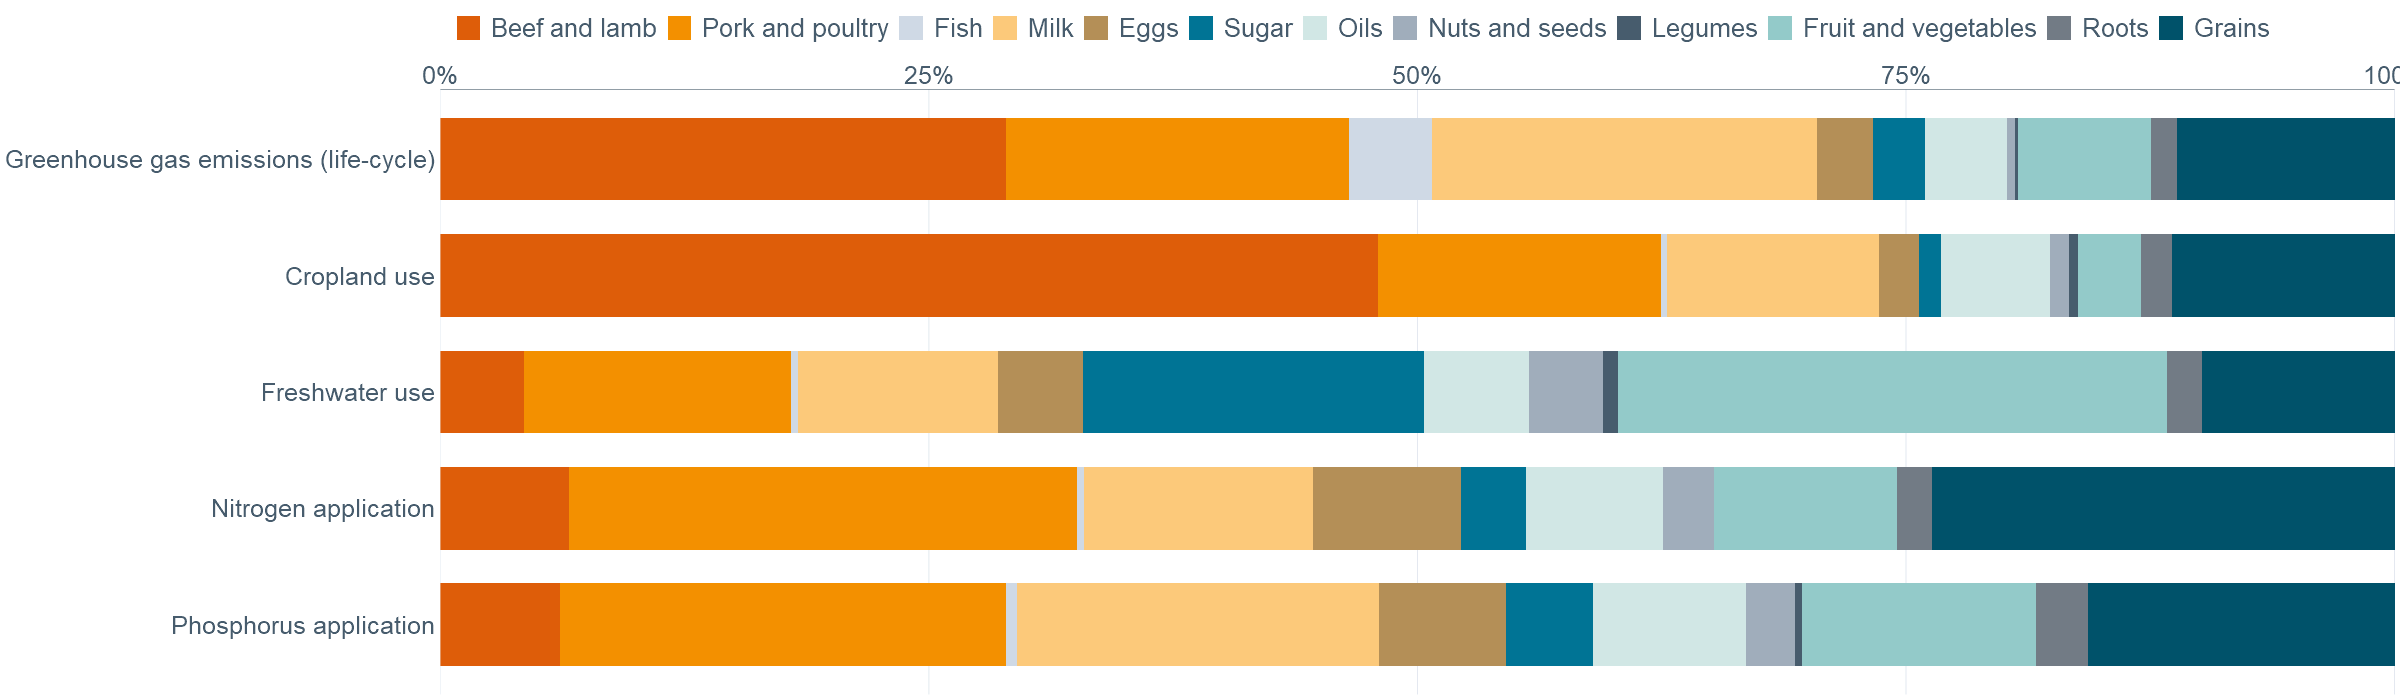 Beef and lamb Pork and poultry Fish Milk Eggs Sugar Oils Nuts and seeds Legumes Fruit and vegetables Roots Grains
0% 25% 50% 75% 100
Greenhouse gas emissions (life-cycle)
Cropland use
Freshwater use
Nitrogen application
Phosphorus application